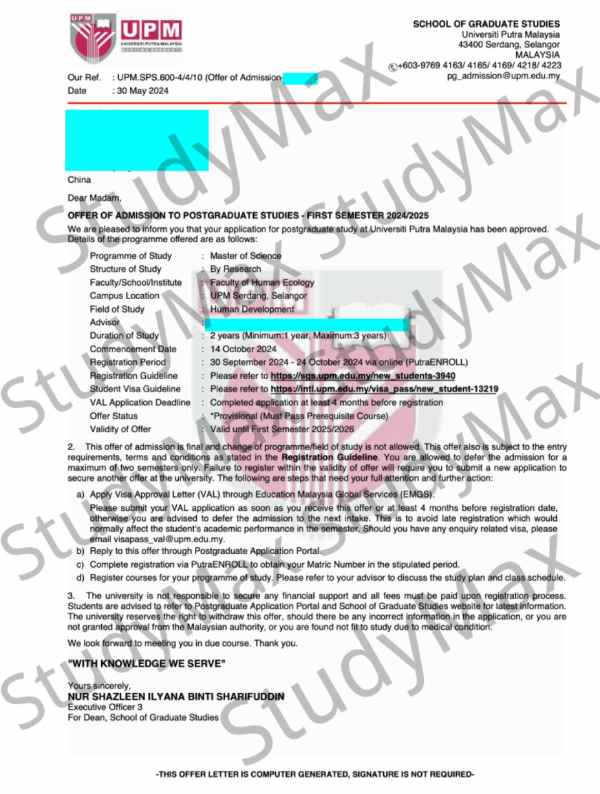 UPM
UNIVERSITI PUTRA MALAYSIA
SCHOOL OF GRADUATE STUDIES
Universiti Putra Malaysia
43400 Serdang, Selangor
MALAYSIA
+603-9769 4163/ 4165/ 4169/ 4218/ 4223
pg_admission@upm.edu.my
Our Ref. : UPM.SPS.600-4/4/10 (Offer of Admission
Date : 30 May 2024
China
Dear Madam,
OFFER OF ADMISSION TO POSTGRADUATE STUDIES - FIRST SEMESTER 2024/2025
We are pleased to inform you that your application for postgraduate study at Universiti Putra Malaysia has been approved.
Details of the programme offered are as follows:
Programme of Study : Master of Science
Structure of Study : By Research
Faculty/School/Institute : Faculty of Human Ecology
Campus Location : UPM Serdang, Selangor
Field of Study : Human Development
Advisor :
Duration of Study : 2 years (Minimum:1 year, Maximum:3 years)
Commencement Date : 14 October 2024
Registration Period : 30 September 2024 - 24 October 2024 via online (PutraENROLL)
Registration Guideline : Please refer to https://sgs.upm.edu.my/new_students-3940
Student Visa Guideline : Please refer to https://intl.upm.edu.my/visa_pass/new_student-13219
VAL Application Deadline : Completed application at least 4 months before registration
Offer Status : *Provisional (Must Pass Prerequisite Course)
Validity of Offer : Valid until First Semester 2025/2026
2. This offer of admission is final and change of programme/field of study is not allowed. This offer also is subject to the entry
requirements, terms and conditions as stated in the Registration Guideline. You are allowed to defer the admission for a
maximum of two semesters only. Failure to register within the validity of offer will require you to submit a new application to
secure another offer at the university. The following are steps that need your full attention and further action:
a) Apply Visa Approval Letter (VAL) through Education Malaysia Global Services (EMGS).
Please submit your VAL application as soon as you receive this offer or at least 4 months before registration date,
otherwise you are advised to defer the admission to the next intake. This is to avoid late registration which would
normally affect the student's academic performance in the semester. Should you have any enquiry related visa, please
email visapass_val@upm.edu.my.
b) Reply to this offer through Postgraduate Application Portal.
c) Complete registration via PutraENROLL to obtain your Matric Number in the stipulated period.
d) Register courses for your programme of study. Please refer to your advisor to discuss the study plan and class schedule.
3. The university is not responsible to secure any financial support and all fees must be paid upon registration process.
Students are advised to refer to Postgraduate Application Portal and School of Graduate Studies website for latest information.
The university reserves the right to withdraw this offer, should there be any incorrect information in the application, or you are
not granted approval from the Malaysian authority, or you are found not fit to study due to medical condition.
We look forward to meeting you in due course. Thank you.
"WITH KNOWLEDGE WE SERVE"
Yours sincerely,
NUR SHAZLEEN ILYANA BINTI SHARIFUDDIN
Executive Officer 3
For Dean, School of Graduate Studies
-THIS OFFER LETTER IS COMPUTER GENERATED, SIGNATURE IS NOT REQUIRED-
StudyMax
StudyMax
StudyMax
StudyMax
StudyMax
StudyMax